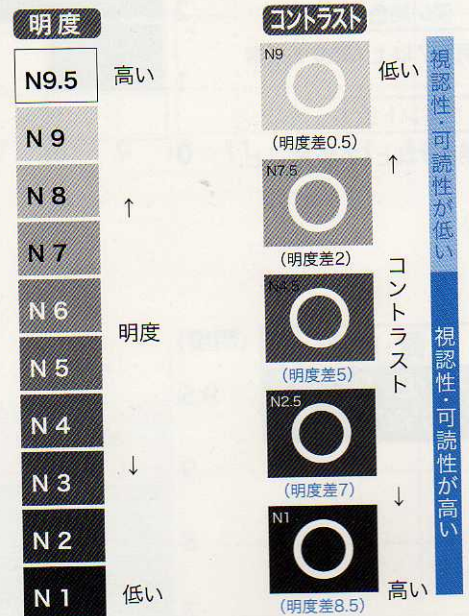 明度
N9.5
高い
N 9
N 8
↑
N 7
N 6
明度
N 5
N 4
↓
N 3
N 2
N 1
低い
コントラスト
N9
低い
(明度差0.5)
↑
N7.5
(明度差2)
コントラスト
N4.5
(明度差5)
N2.5
(明度差7)
↓
N1
高い
(明度差8.5)
視認性・可読性が低い
視認性・可読性が高い